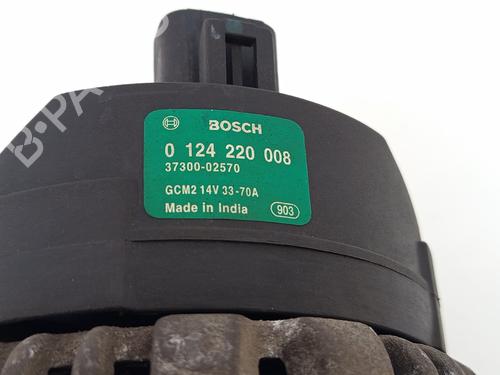 BOSCH
0 124 220 008
37300-02570
GCM2 14V 33-70A
Made in India 903